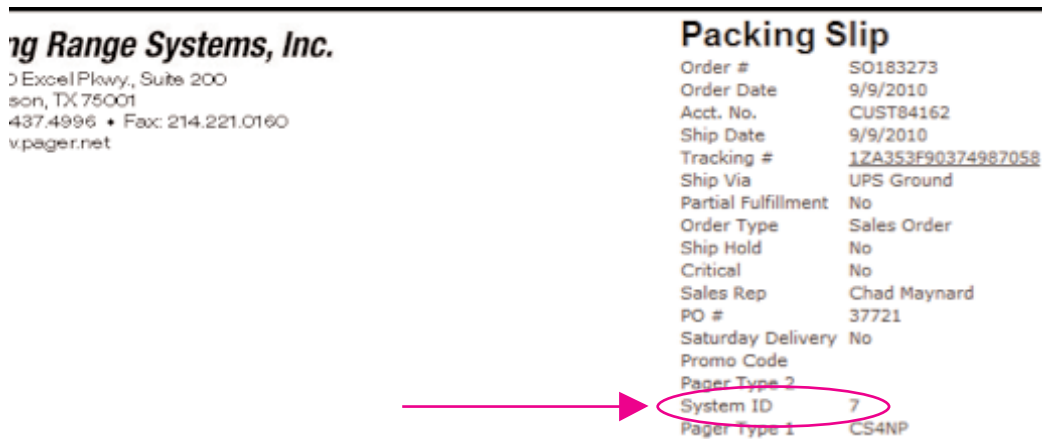 ng Range Systems, Inc.
0 Excel Pkwy., Suite 200
son, TX 75001
437.4996 • Fax: 214.221.0160
w.pager.net
Packing Slip
Order # SO183273
Order Date 9/9/2010
Acct. No. CUST84162
Ship Date 9/9/2010
Tracking # 1ZA353F90374987058
Ship Via UPS Ground
Partial Fulfillment No
Order Type Sales Order
Ship Hold No
Critical No
Sales Rep Chad Maynard
PO # 37721
Saturday Delivery No
Promo Code
Pager Type 2
System ID 7
Pager Type 1 CS4NP